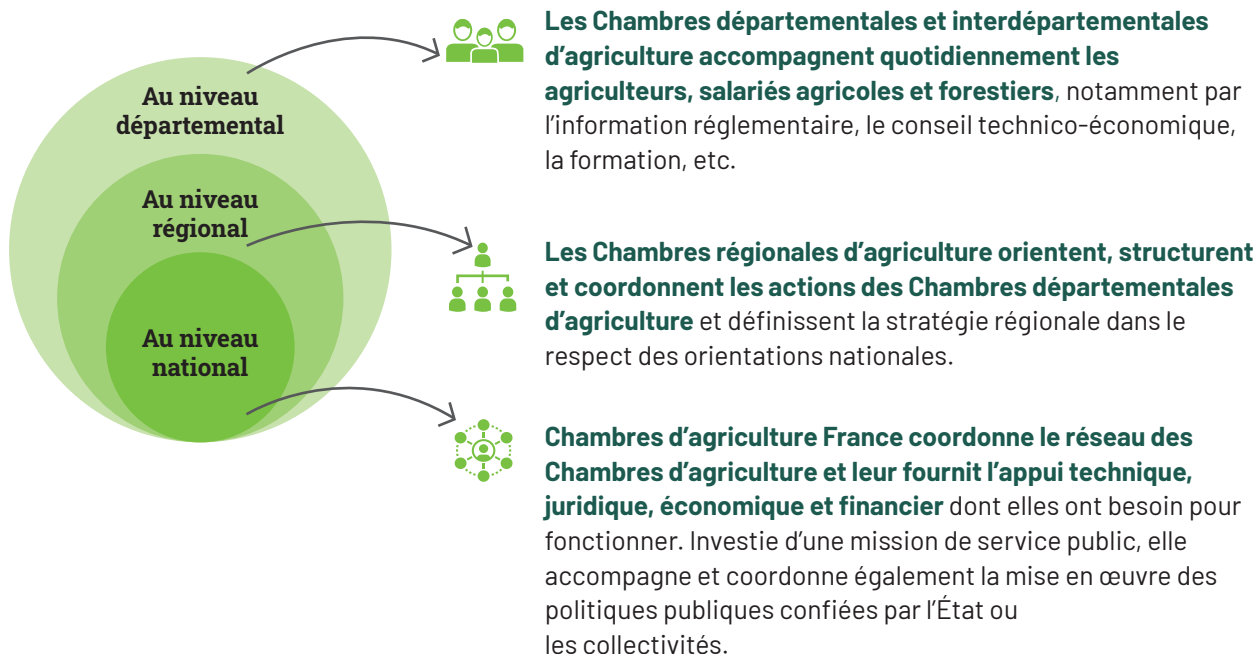 Au niveau
départemental
Les Chambres départementales et interdépartementales
d’agriculture accompagnent quotidiennement les
agriculteurs, salariés agricoles et forestiers, notamment par
l’information réglementaire, le conseil technico-économique,
la formation, etc.
Au niveau
régional
Les Chambres régionales d’agriculture orientent, structurent
et coordonnent les actions des Chambres départementales
d’agriculture et définissent la stratégie régionale dans le
respect des orientations nationales.
Au niveau
national
Chambres d’agriculture France coordonne le réseau des
Chambres d’agriculture et leur fournit l’appui technique,
juridique, économique et financier dont elles ont besoin pour
fonctionner. Investie d’une mission de service public, elle
accompagne et coordonne également la mise en œuvre des
politiques publiques confiées par l’État ou
les collectivités.